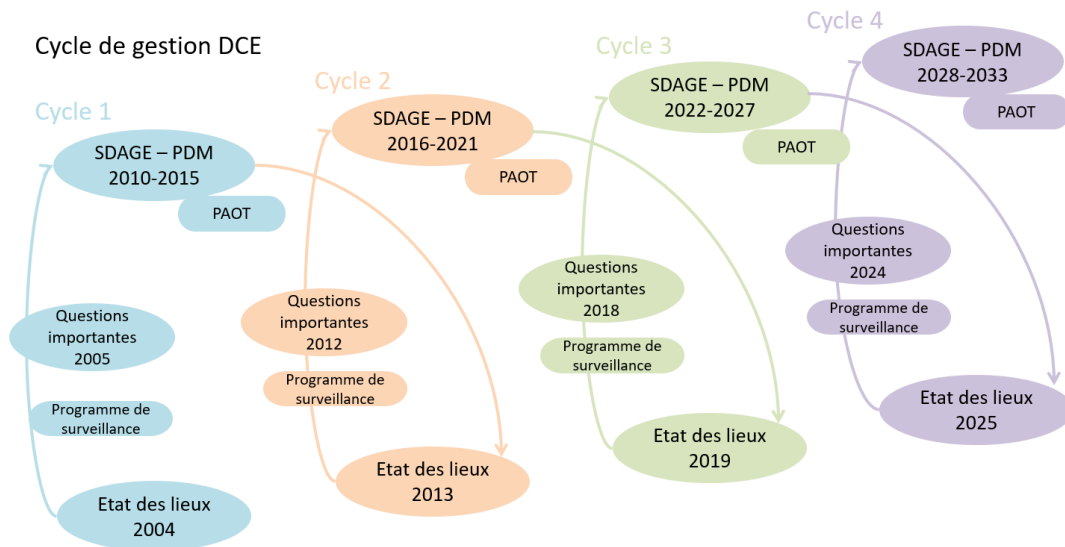 Cycle de gestion DCE
Cycle 1
SDAGE – PDM
2010-2015
PAOT
Questions
importantes
2005
Programme de
surveillance
Etat des lieux
2004
Cycle 2
SDAGE – PDM
2016-2021
PAOT
Questions
importantes
2012
Programme de
surveillance
Etat des lieux
2013
Cycle 3
SDAGE – PDM
2022-2027
PAOT
Questions
importantes
2018
Programme de
surveillance
Etat des lieux
2019
Cycle 4
SDAGE – PDM
2028-2033
PAOT
Questions
importantes
2024
Programme de
surveillance
Etat des lieux
2025